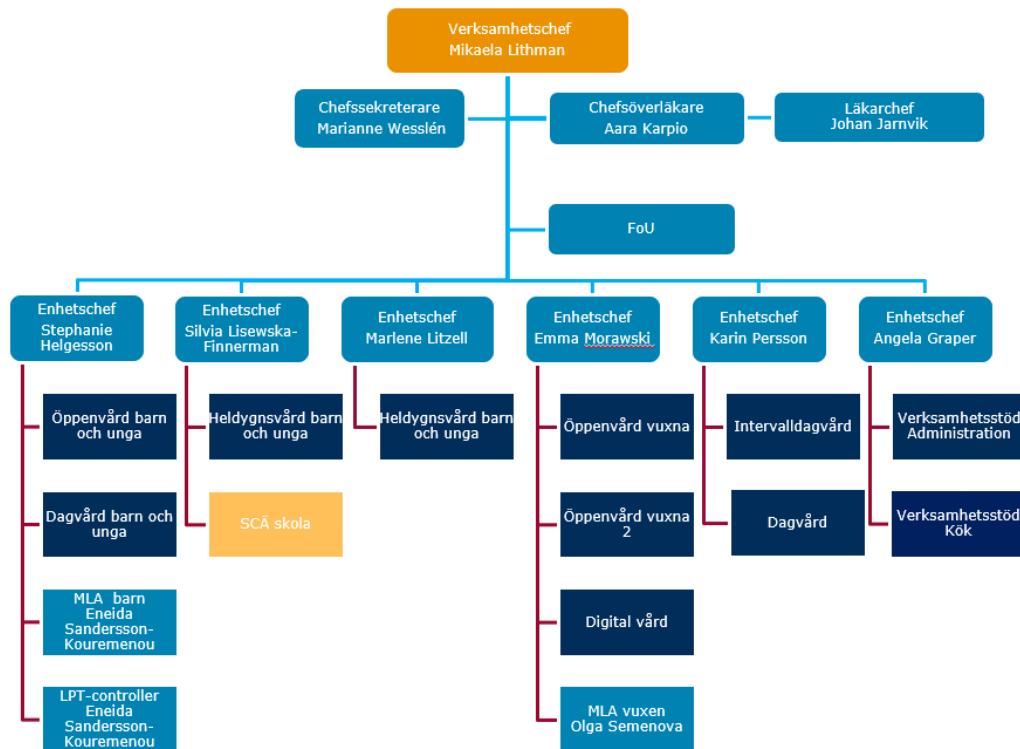 Verksamhetschef
Mikaela Lithman
Chefssekreterare
Marianne Wesslén
Chefsöverläkare
Aara Karpio
Läkarchef
Johan Jarnvik
FoU
Enhetschef
Stephanie
Helgesson
Enhetschef
Silvia Lisewska-
Finnerman
Enhetschef
Marlene Litzell
Enhetschef
Emma Morawski
Enhetschef
Karin Persson
Enhetschef
Angela Graper
Öppenvård barn
och unga
Heldygnsvård barn
och unga
Heldygnsvård barn
och unga
Öppenvård vuxna
Intervalldagvård
Verksamhetsstöd
Administration
Dagvård barn och
unga
SCÄ skola
Öppenvård vuxna
2
Dagvård
Verksamhetsstöd
Kök
MLA  barn
Eneida
Sandersson-
Kouremenou
Digital vård
LPT-controller
Eneida
Sandersson-
Kouremenou
MLA vuxen
Olga Semenova